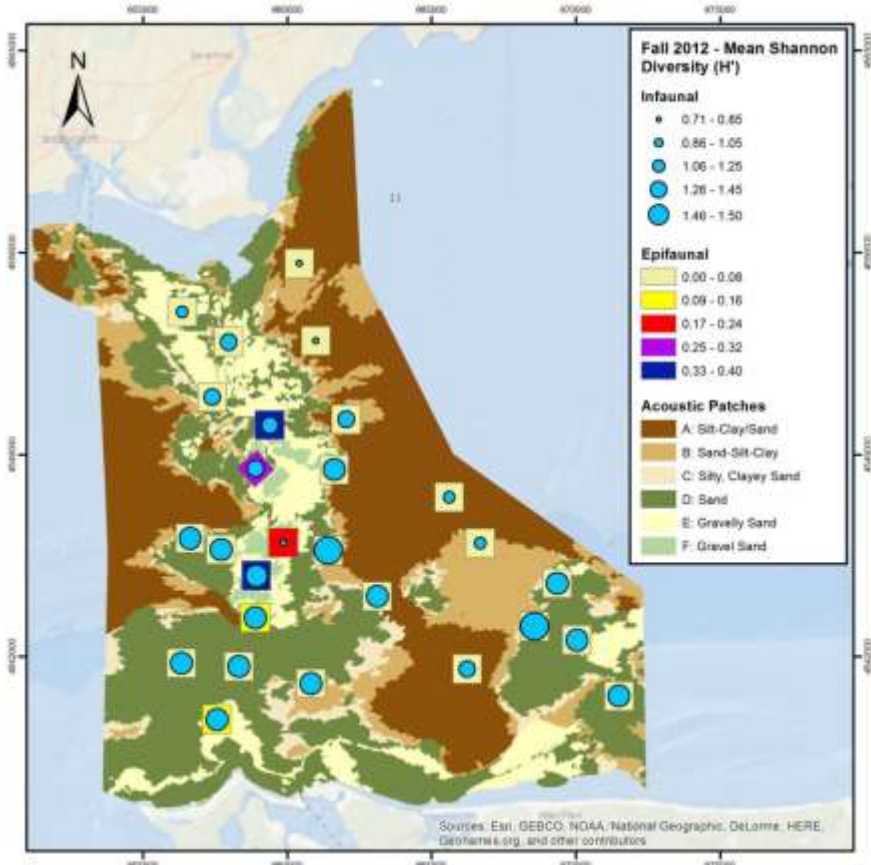 N
Fall 2012 - Mean Shannon
Diversity (H')
Infaunal
0.71 - 0.85
0.86 - 1.05
1.06 - 1.25
1.26 - 1.45
1.46 - 1.50
Epifaunal
0.00 - 0.08
0.09 - 0.16
0.17 - 0.24
0.25 - 0.32
0.33 - 0.40
Acoustic Patches
A: Silt-Clay/Sand
B: Sand-Silt-Clay
C: Silty, Clayey Sand
D: Sand
E: Gravelly Sand
F: Gravel Sand
Sources: Esri, GEBCO, NOAA, National Geographic, DeLorme, HERE,
Geonames.org, and other contributors